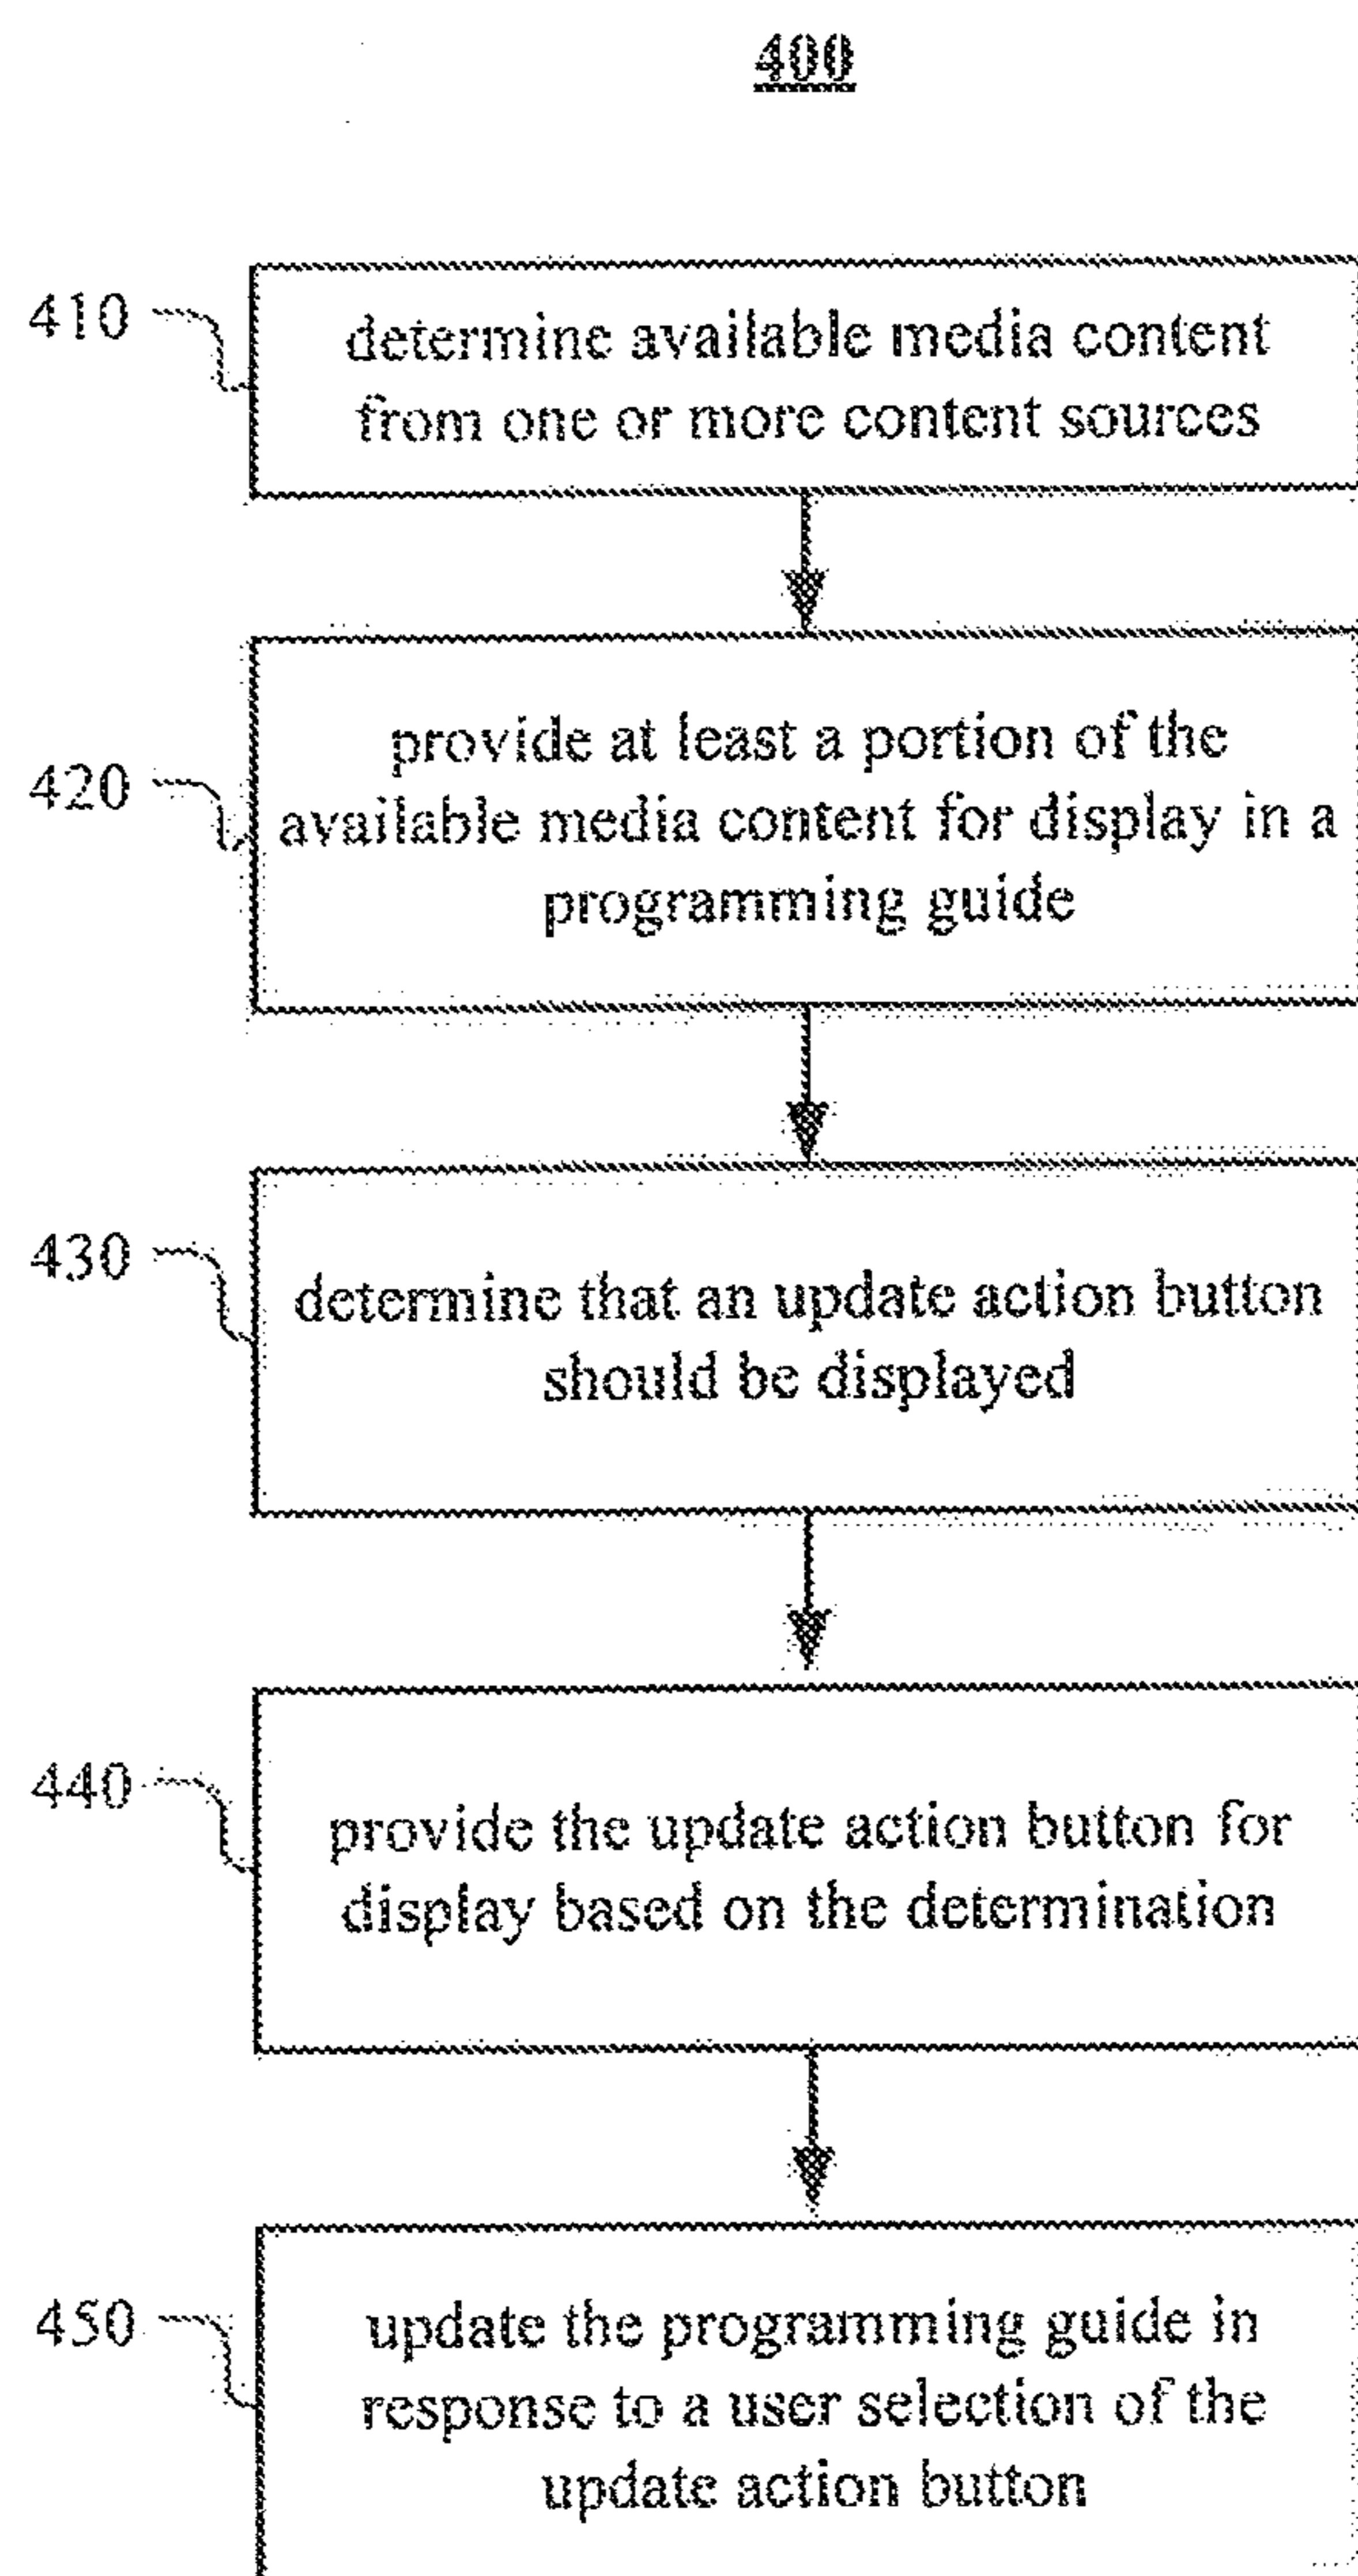 400
410
determine available media content
from one or more content sources
420
provide at least a portion of the
available media content for display in a
programming guide
430
determine that an update action button
should be displayed
440
provide the update action button for
display based on the determination
450
update the programming guide in
response to a user selection of the
update action button